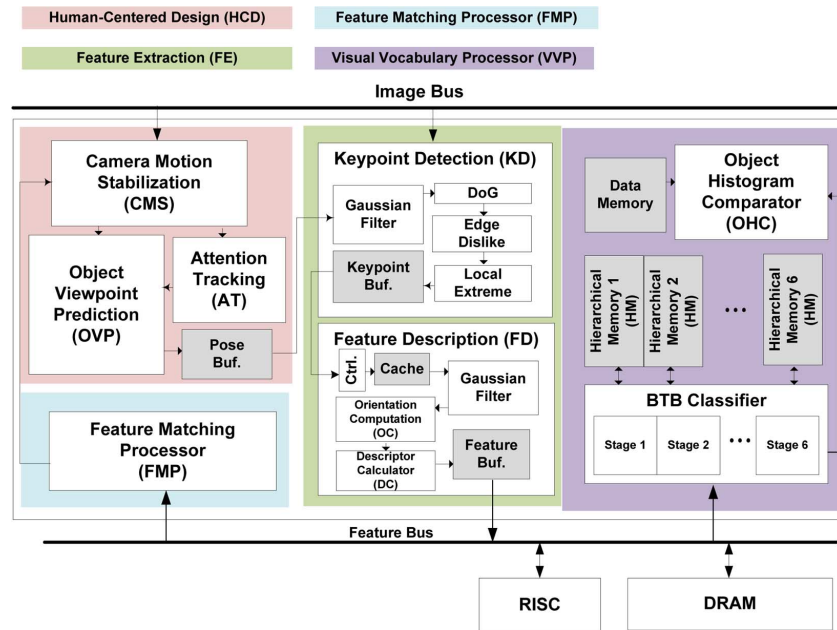 Human-Centered Design (HCD)
Feature Matching Processor (FMP)
Feature Extraction (FE)
Visual Vocabulary Processor (VVP)
Image Bus
Camera Motion
Stabilization
(CMS)
Object
Viewpoint
Prediction
(OVP)
Attention
Tracking
(AT)
Pose
Buf.
Feature Matching
Processor
(FMP)
Keypoint Detection (KD)
Gaussian
Filter
DoG
Edge
Dislike
Local
Extreme
Keypoint
Buf.
Feature Description (FD)
Ctrl.
Cache
Gaussian
Filter
Orientation
Computation
(OC)
Descriptor
Calculator
(DC)
Feature
Buf.
Data
Memory
Object
Histogram
Comparator
(OHC)
Hierarchical
Memory 1
(HM)
Hierarchical
Memory 2
(HM)
•••
Hierarchical
Memory 6
(HM)
BTB Classifier
Stage 1
Stage 2
•••
Stage 6
Feature Bus
RISC
DRAM